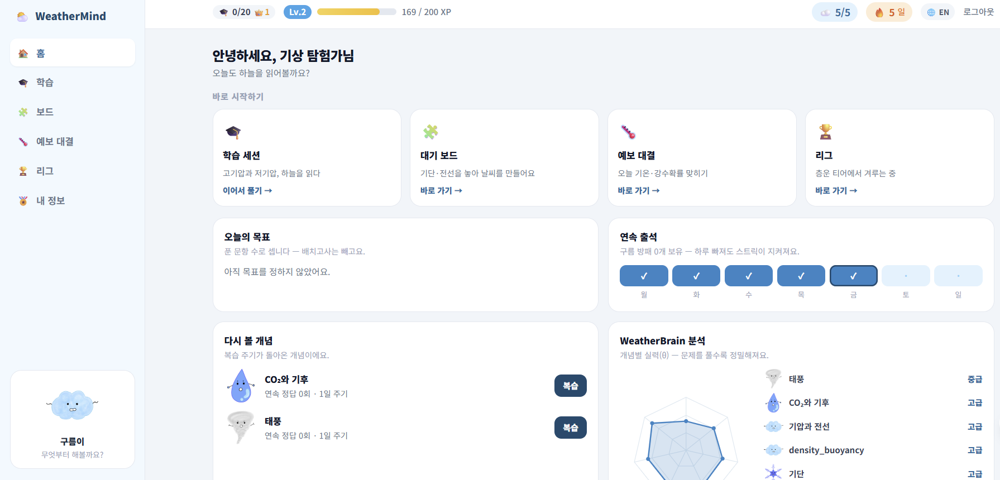 WeatherMind
0/20 1 Lv.2 169 / 200 XP 5/5 5 일 EN 로그아웃
홈
학습
보드
예보 대결
리그
내 정보
구름이
무엇부터 해볼까요?
안녕하세요, 기상 탐험가님
오늘도 하늘을 읽어볼까요?
바로 시작하기
학습 세션
고기압과 저기압, 하늘을 읽다
이어서 풀기 →
대기 보드
기단·전선을 놓아 날씨를 만들어요
바로 가기 →
예보 대결
오늘 기온·강수확률 맞히기
바로 가기 →
리그
층운 티어에서 겨루는 중
바로 가기 →
오늘의 목표
푼 문항 수로 셉니다 — 배치고사는 빼고요.
아직 목표를 정하지 않았어요.
연속 출석
구름 방패 0개 보유 — 하루 빠져도 스트릭이 지켜져요.
✓ ✓ ✓ ✓ ✓ · ·
월 화 수 목 금 토 일
다시 볼 개념
복습 주기가 돌아온 개념이에요.
CO₂와 기후
연속 정답 0회 · 1일 주기
복습
태풍
연속 정답 0회 · 1일 주기
복습
WeatherBrain 분석
개념별 실력(θ) — 문제를 풀수록 정밀해져요.
태풍 중급
CO₂와 기후 고급
기압과 전선 고급
density_buoyancy 고급
기단 고급